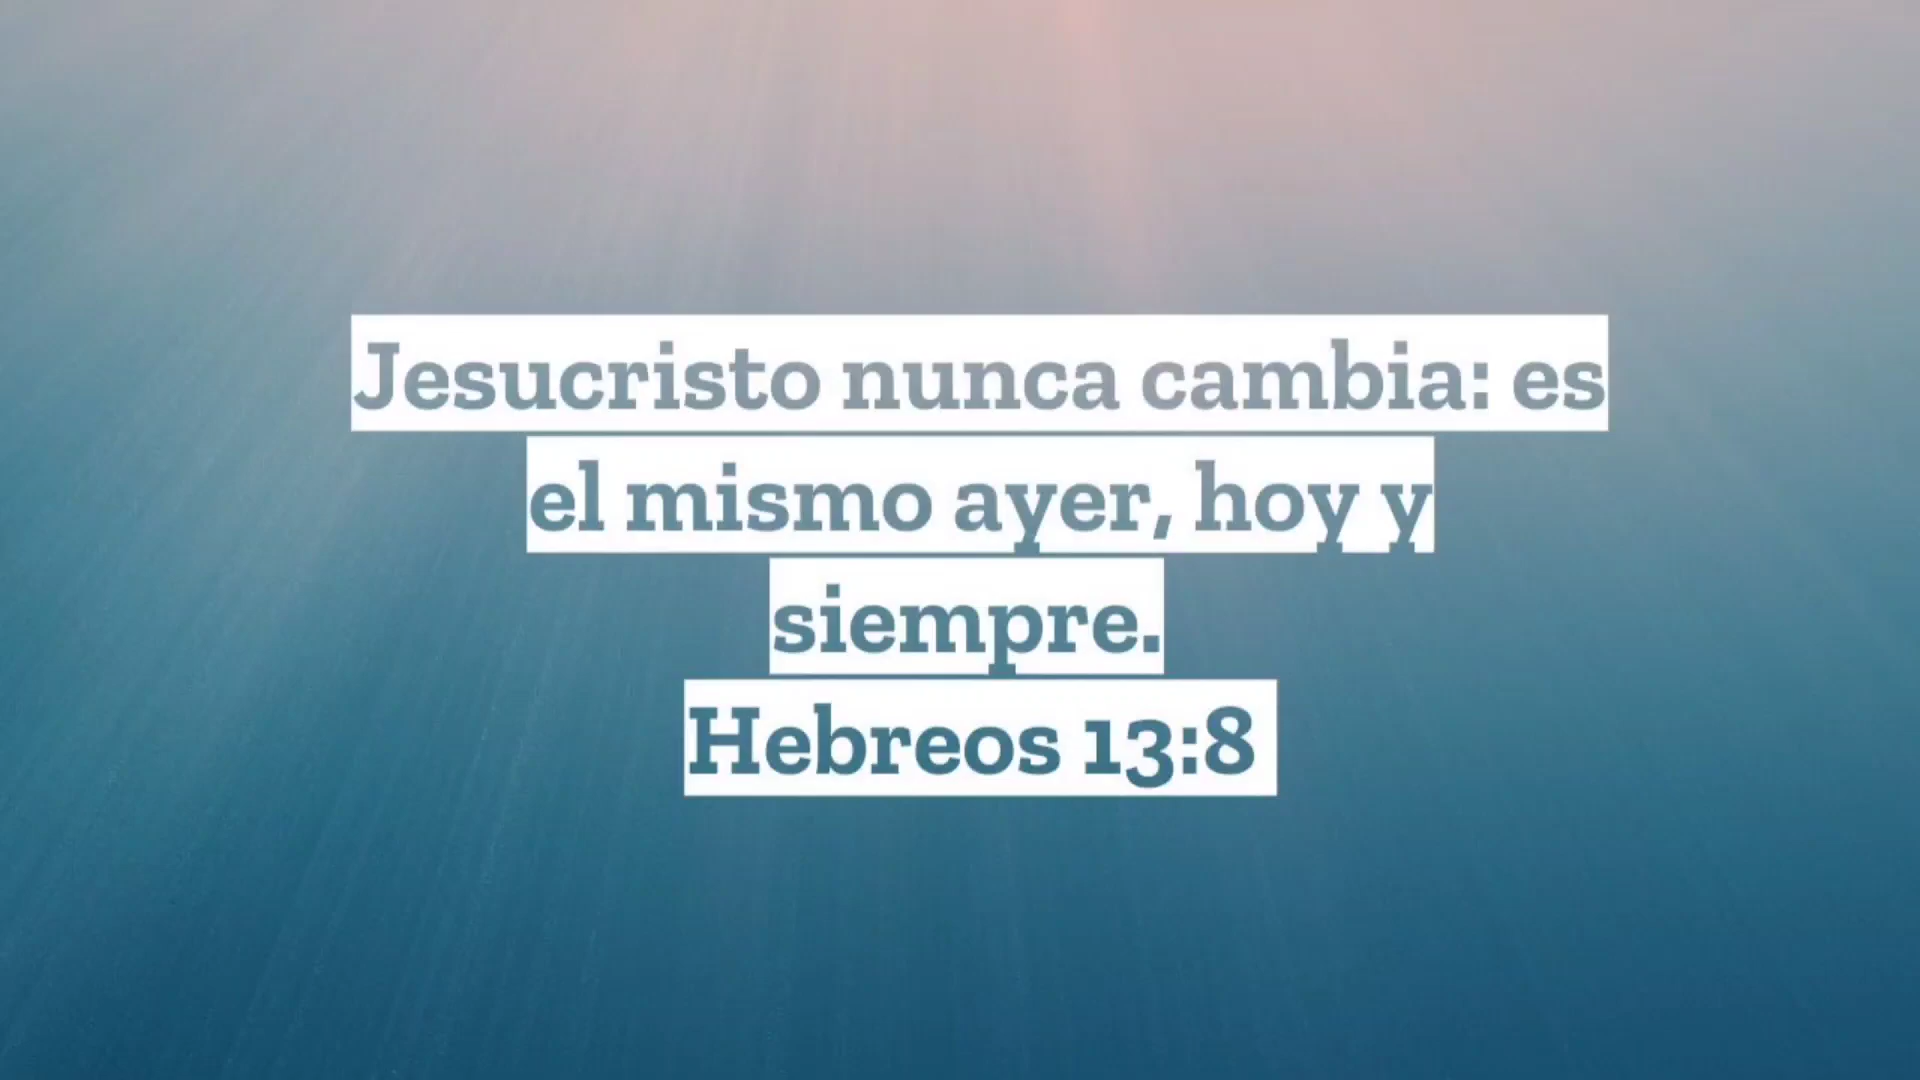 Jesucristo nunca cambia: es
el mismo ayer, hoy y
siempre.
Hebreos 13:8